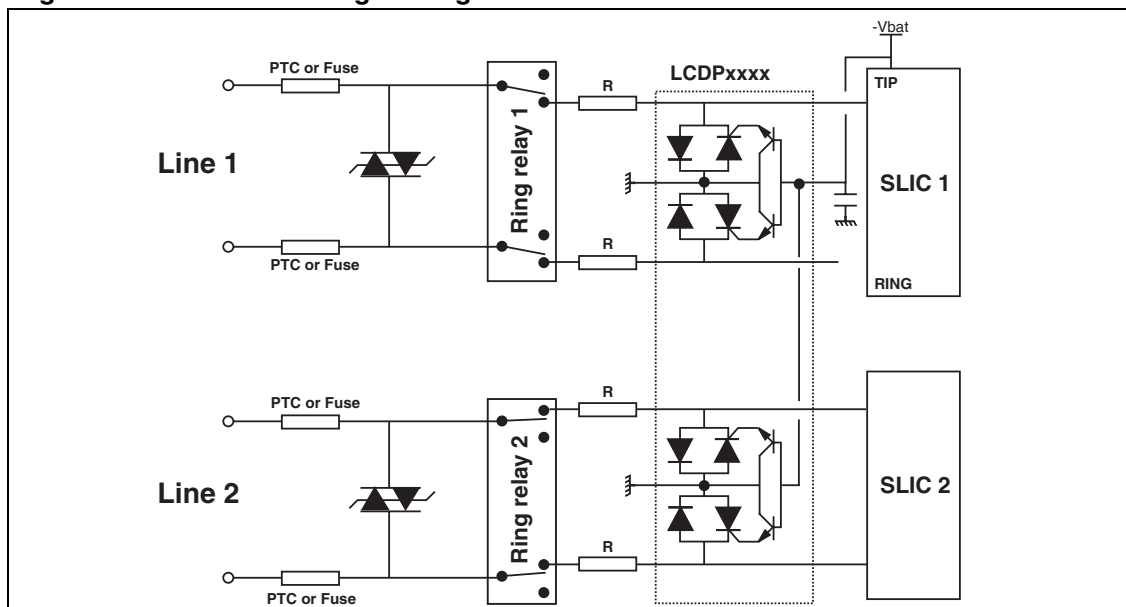 -Vbat
PTC or Fuse
R
LCDPxxxx
TIP
Line 1
Ring relay 1
SLIC 1
R
PTC or Fuse
RING
PTC or Fuse
R
Line 2
Ring relay 2
SLIC 2
R
PTC or Fuse